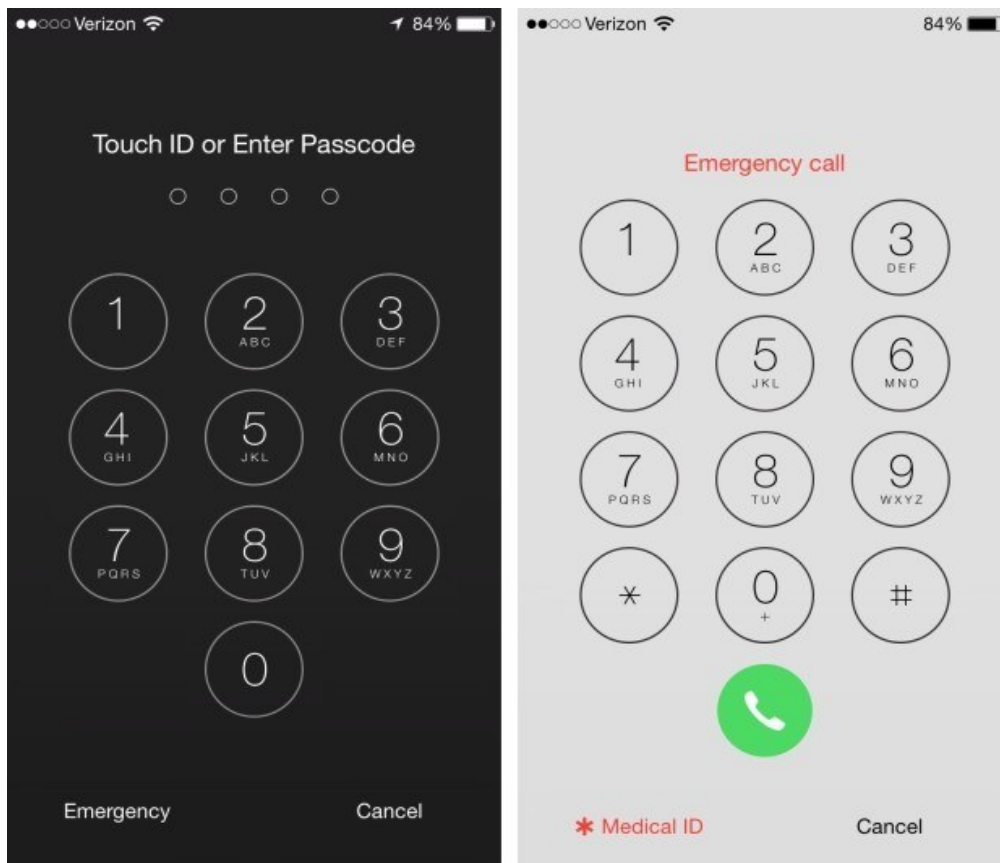 Verizon 84%
Touch ID or Enter Passcode
1 2 3
ABC DEF
4 5 6
GHI JKL MNO
7 8 9
PQRS TUV WXYZ
0
Emergency Cancel
Verizon 84%
Emergency call
1 2 3
ABC DEF
4 5 6
GHI JKL MNO
7 8 9
PQRS TUV WXYZ
* 0 #
+
* Medical ID Cancel